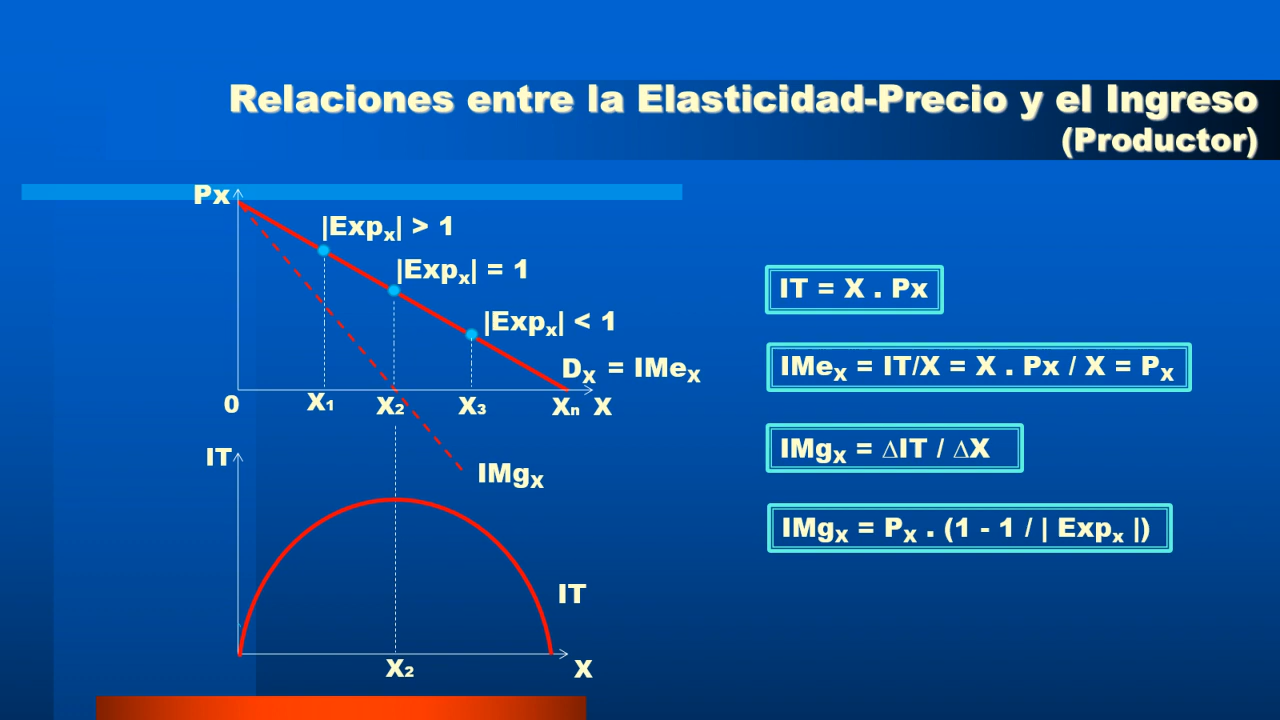 Relaciones entre la Elasticidad-Precio y el Ingreso
(Productor)
Px
|Expx| > 1
|Expx| = 1
|Expx| < 1
DX = IMeX
0
X1
X2
X3
Xn
X
IMgX
IT
IT
X2
X
IT = X . Px
IMeX = IT/X = X . Px / X = PX
IMgX = ∆IT / ∆X
IMgX = PX . (1 - 1 / | Expx |)